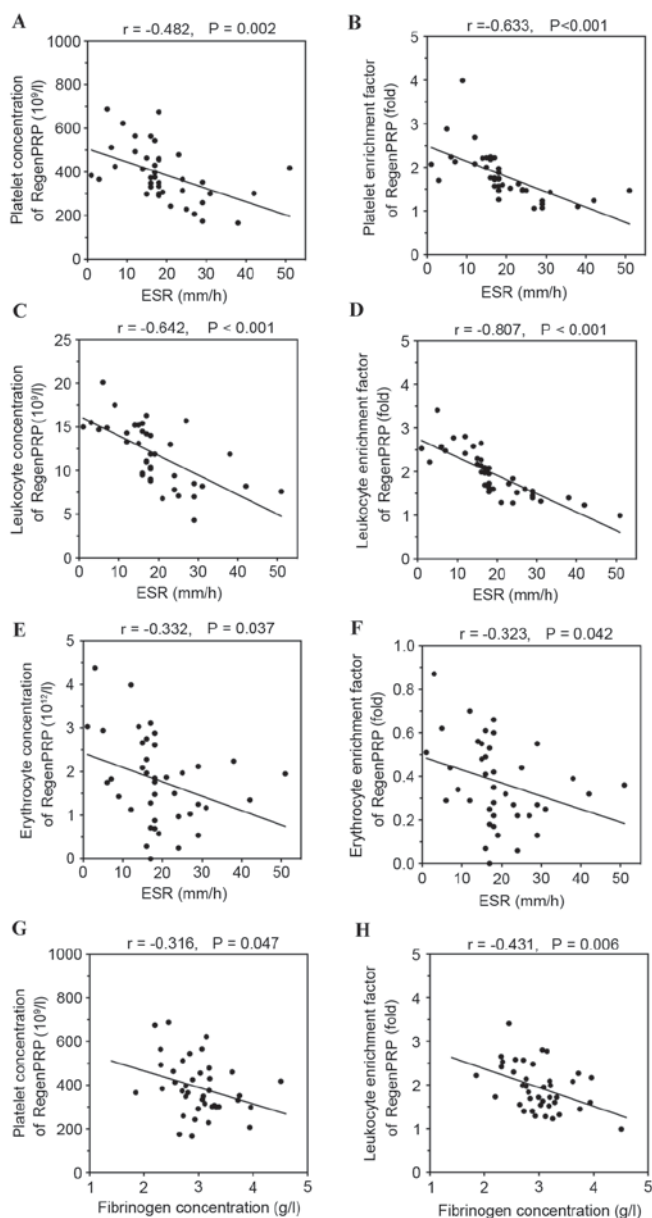 A
r = -0.482, P = 0.002
Platelet concentration
of RegenPRP (10⁹/l)
1000
800
600
400
200
0
0 10 20 30 40 50 60
ESR (mm/h)
B
r =-0.633, P<0.001
Platelet enrichment factor
of RegenPRP (fold)
5
4
3
2
1
0
0 10 20 30 40 50 60
ESR (mm/h)
C
r = -0.642, P < 0.001
Leukocyte concentration
of RegenPRP (10⁹/l)
25
20
15
10
5
0
0 10 20 30 40 50 60
ESR (mm/h)
D
r = -0.807, P < 0.001
Leukocyte enrichment factor
of RegenPRP (fold)
5
4
3
2
1
0
0 10 20 30 40 50 60
ESR (mm/h)
E
r = -0.332, P = 0.037
Erythrocyte concentration
of RegenPRP (10¹²/l)
5
4
3
2
1
0
0 10 20 30 40 50 60
ESR (mm/h)
F
r = -0.323, P = 0.042
Erythrocyte enrichment factor
of RegenPRP (fold)
1.0
0.8
0.6
0.4
0.2
0.0
0 10 20 30 40 50 60
ESR (mm/h)
G
r = -0.316, P = 0.047
Platelet concentration
of RegenPRP (10⁹/l)
1000
800
600
400
200
0
1 2 3 4 5
Fibrinogen concentration (g/l)
H
r = -0.431, P = 0.006
Leukocyte enrichment factor
of RegenPRP (fold)
5
4
3
2
1
0
1 2 3 4 5
Fibrinogen concentration (g/l)